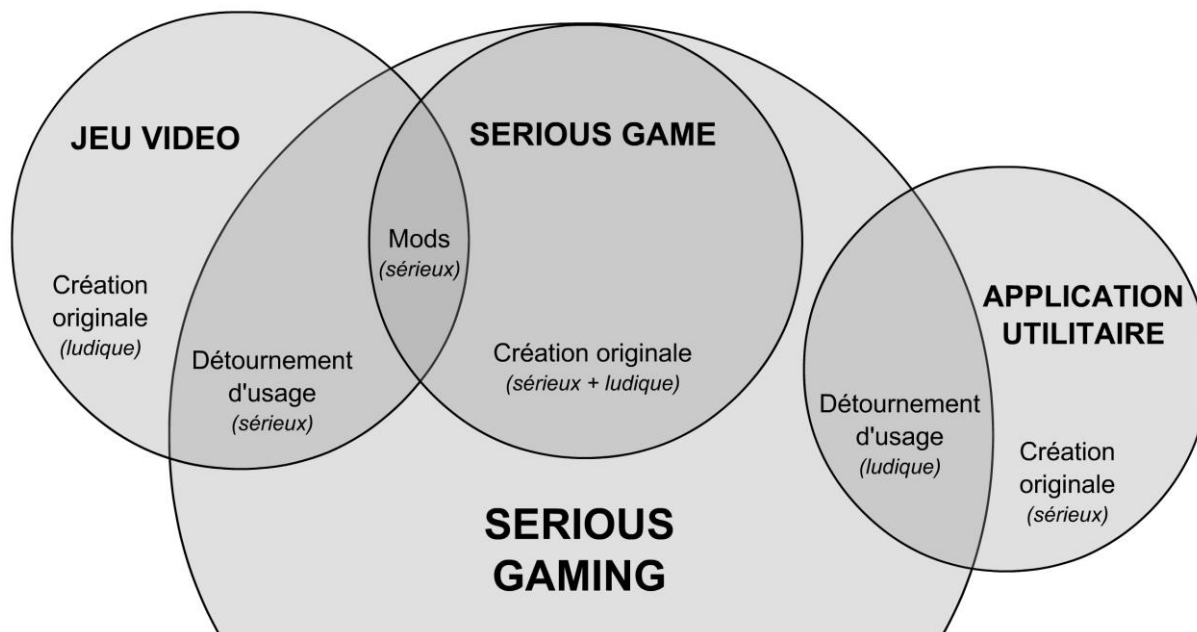 JEU VIDEO
SERIOUS GAME
Mods
(sérieux)
Création
originale
(ludique)
Détournement
d'usage
(sérieux)
Création originale
(sérieux + ludique)
APPLICATION
UTILITAIRE
Détournement
d'usage
(ludique)
Création
originale
(sérieux)
SERIOUS
GAMING